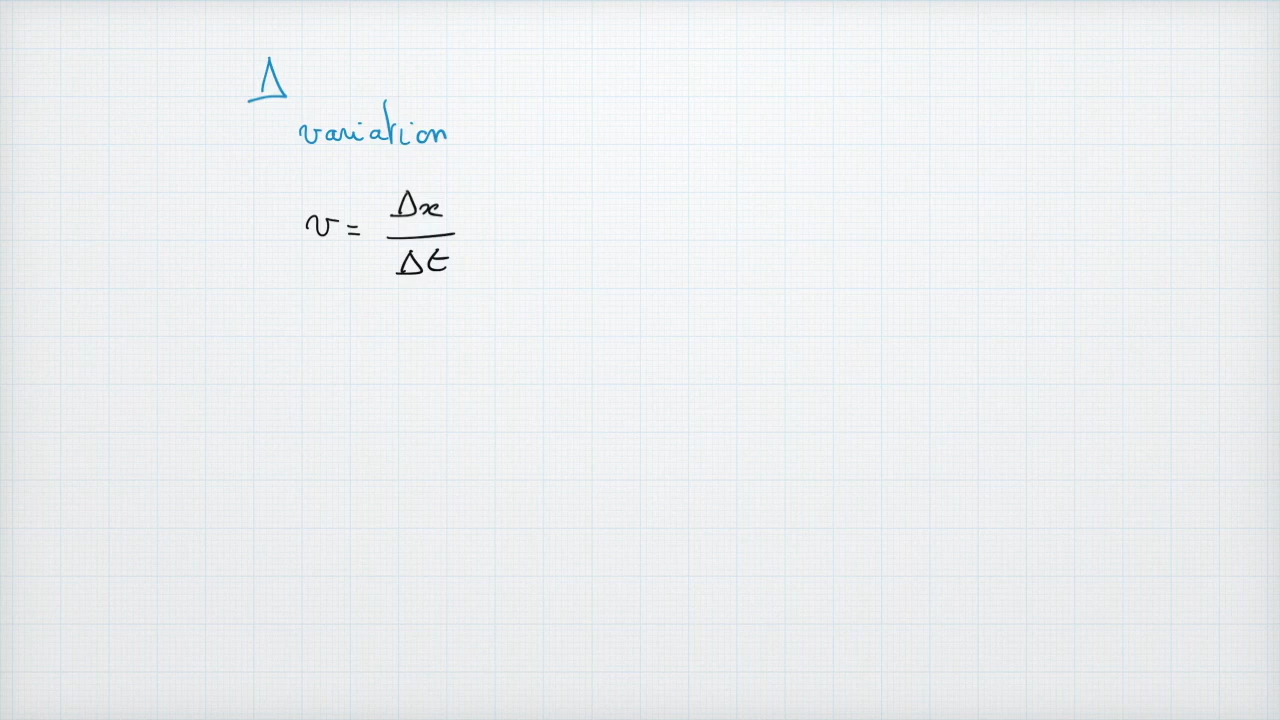 Δ
variation
v = Δx / Δt